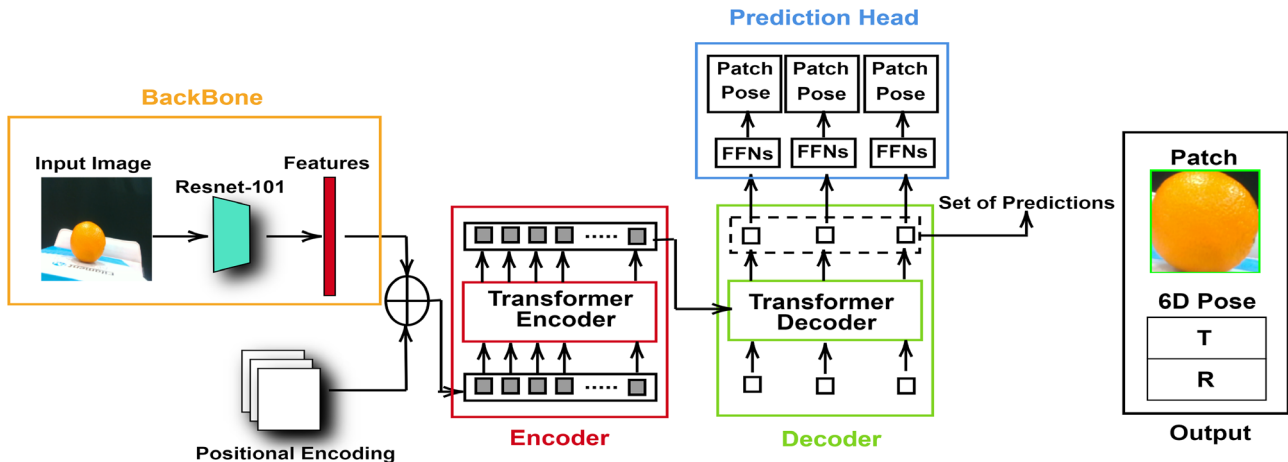 Prediction Head
Patch
Pose
Patch
Pose
Patch
Pose
FFNs
FFNs
FFNs
BackBone
Input Image
Resnet-101
Features
Positional Encoding
Transformer
Encoder
.....
.....
Encoder
Transformer
Decoder
Decoder
Set of Predictions
Patch
6D Pose
T
R
Output